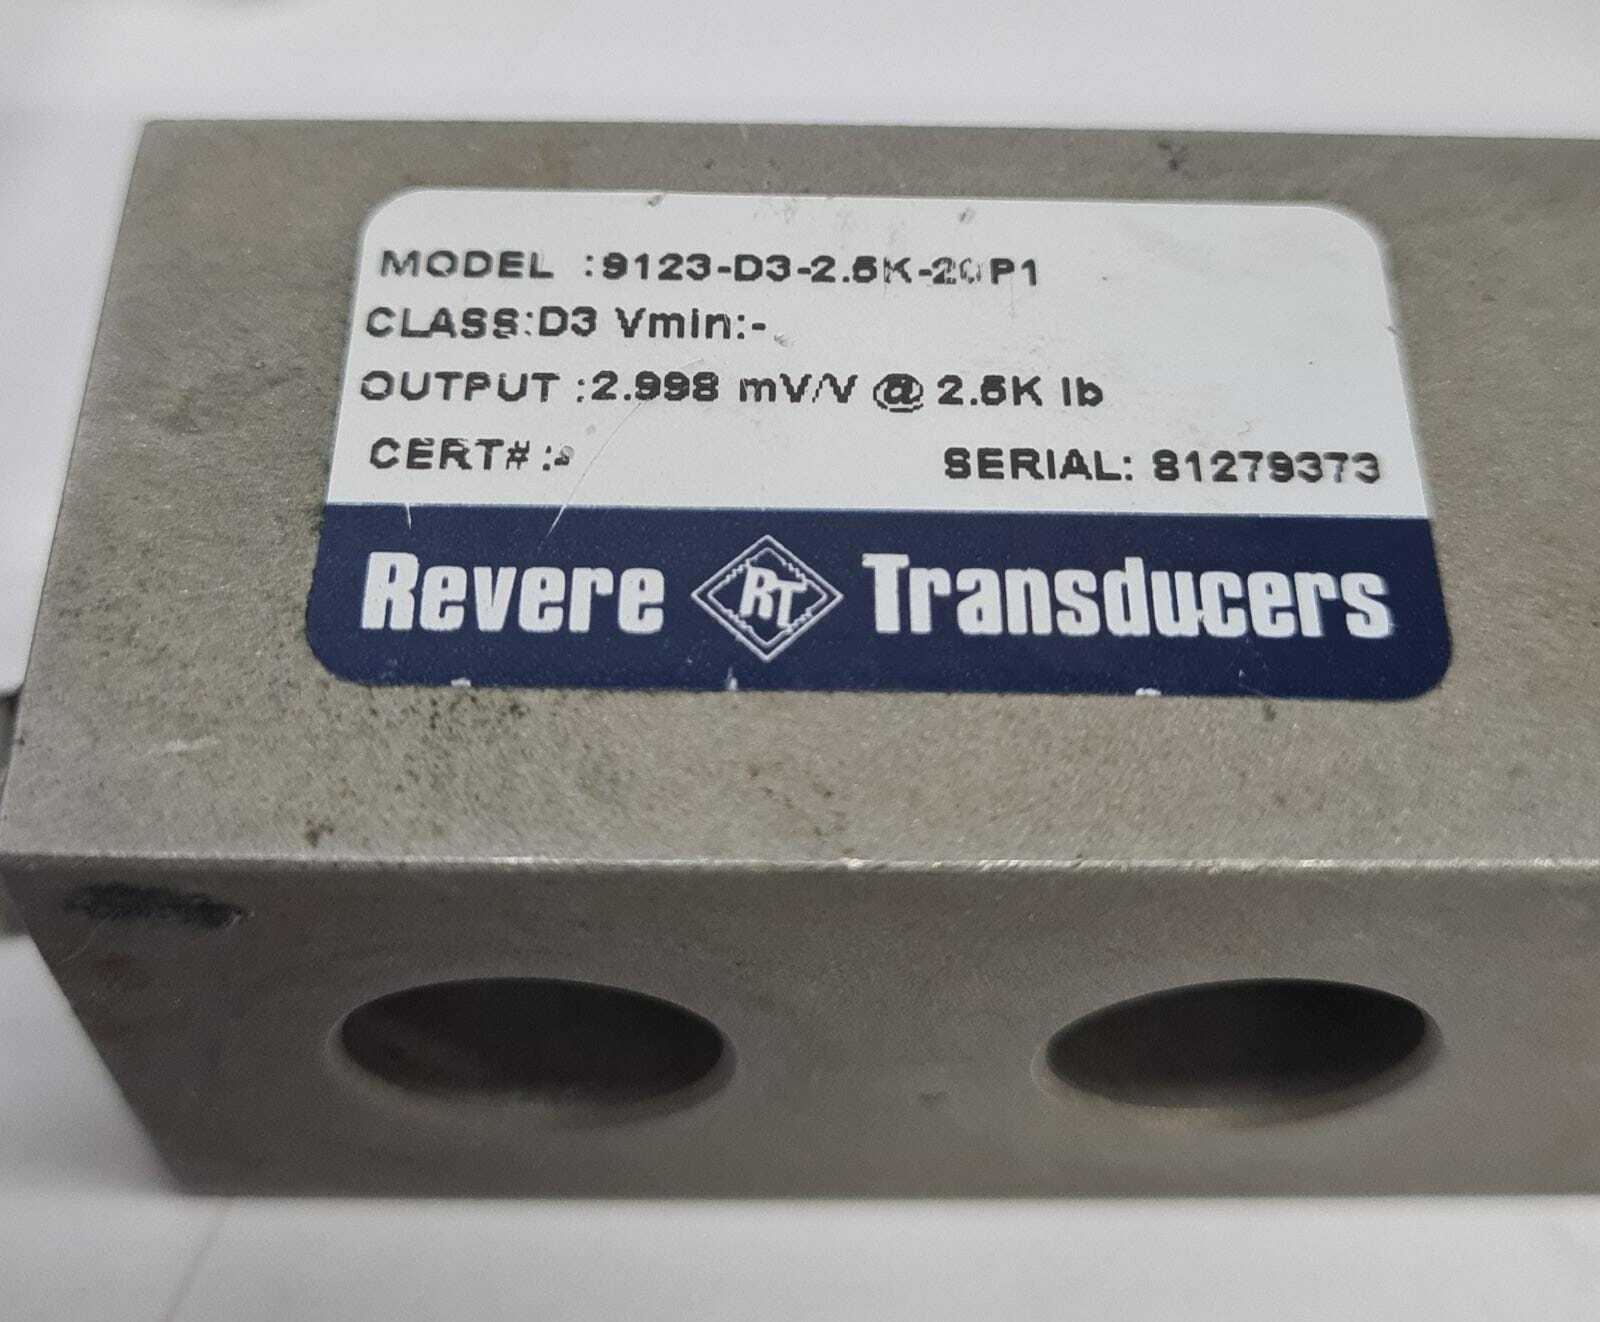 MODEL :9123-D3-2.5K-20P1
CLASS:D3 Vmin:-
OUTPUT :2.998 mV/V @ 2.5K lb
CERT# :-
SERIAL: 81279373
Revere RT Transducers